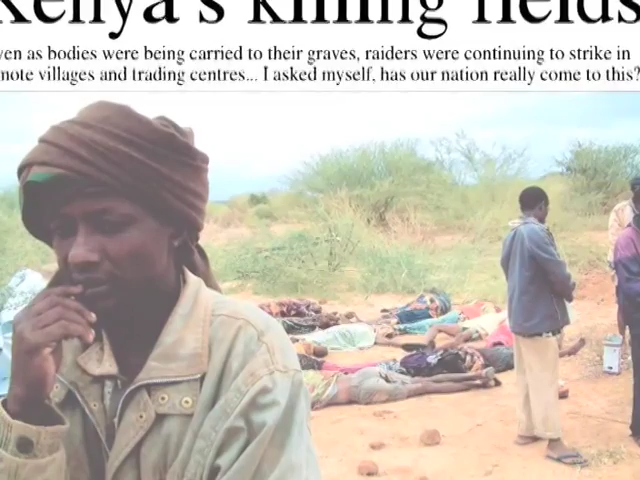 Kenya's killing fields
ven as bodies were being carried to their graves, raiders were continuing to strike in
mote villages and trading centres... I asked myself, has our nation really come to this?